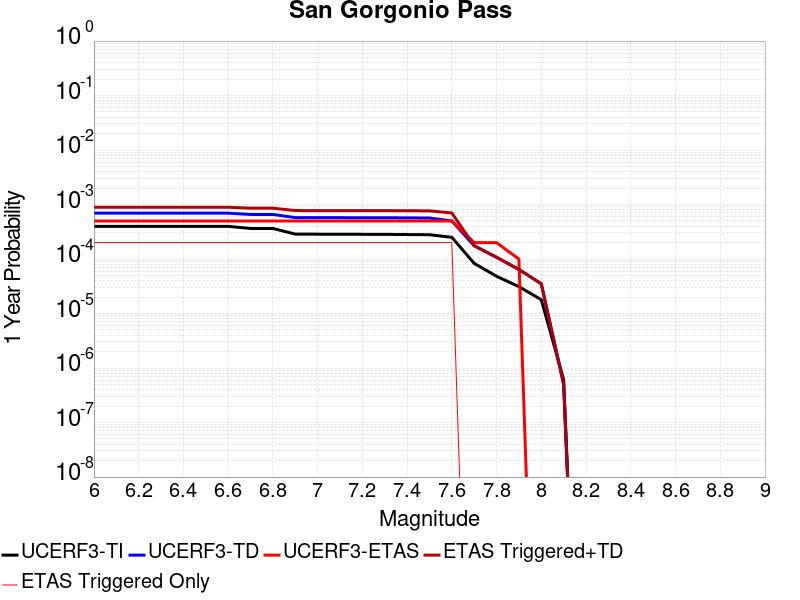 San Gorgonio Pass
10^0
10^-1
10^-2
10^-3
10^-4
10^-5
10^-6
10^-7
10^-8
1 Year Probability
6 6.2 6.4 6.6 6.8 7 7.2 7.4 7.6 7.8 8 8.2 8.4 8.6 8.8 9
Magnitude
UCERF3-TI UCERF3-TD UCERF3-ETAS ETAS Triggered+TD
ETAS Triggered Only